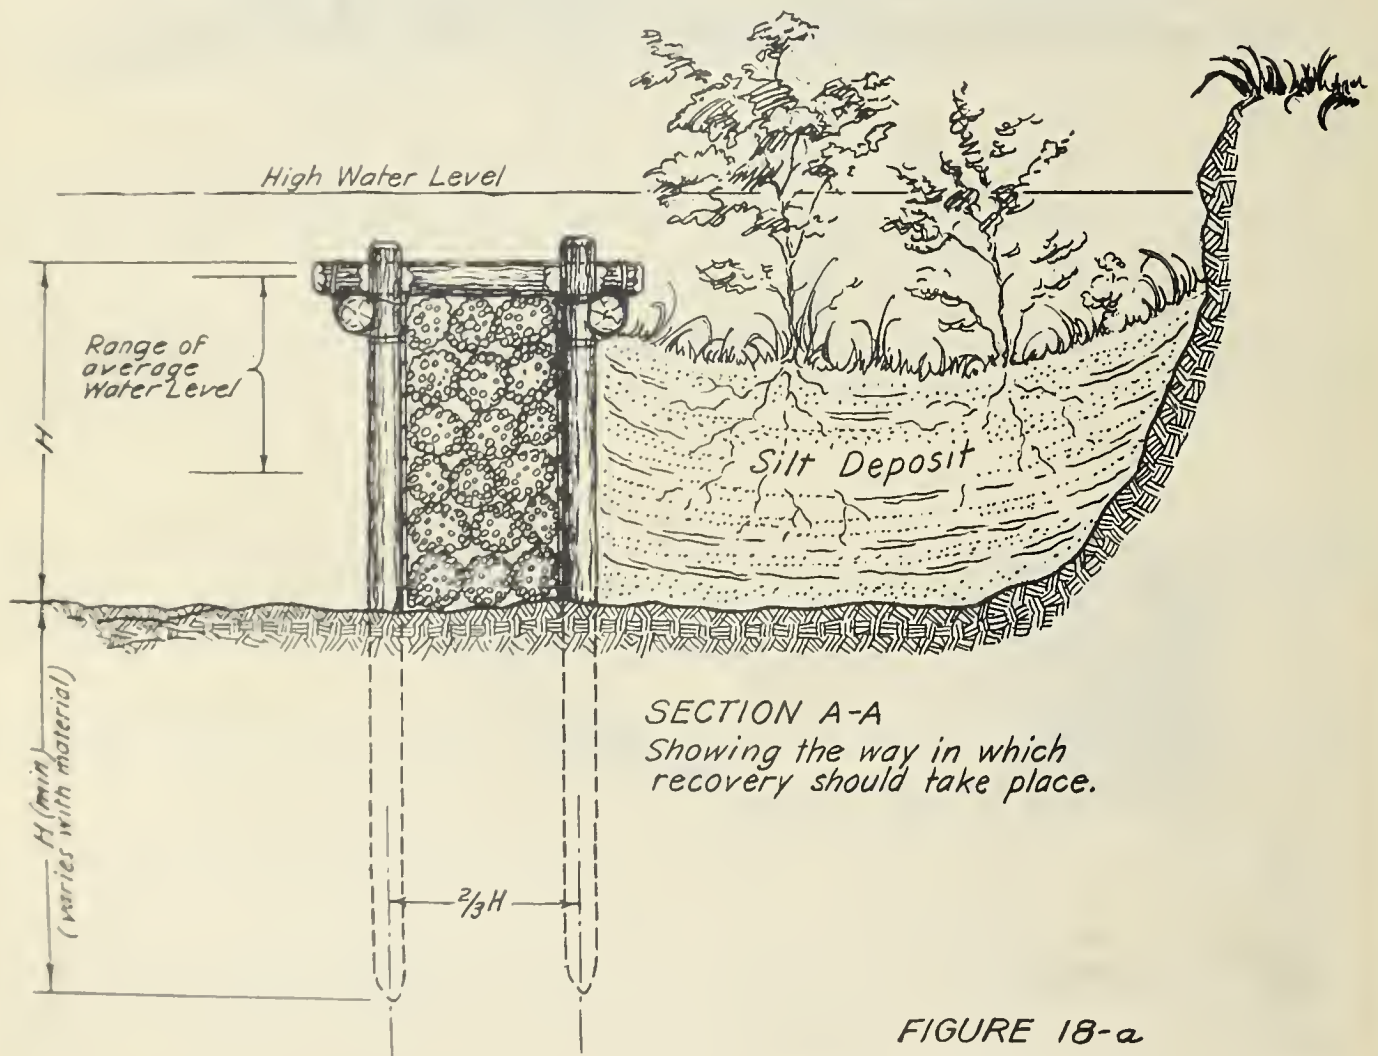 High Water Level
Range of
average
Water Level
H
Silt Deposit
H (min)
(varies with material)
SECTION A-A
Showing the way in which
recovery should take place.
2/3 H
FIGURE 18-a